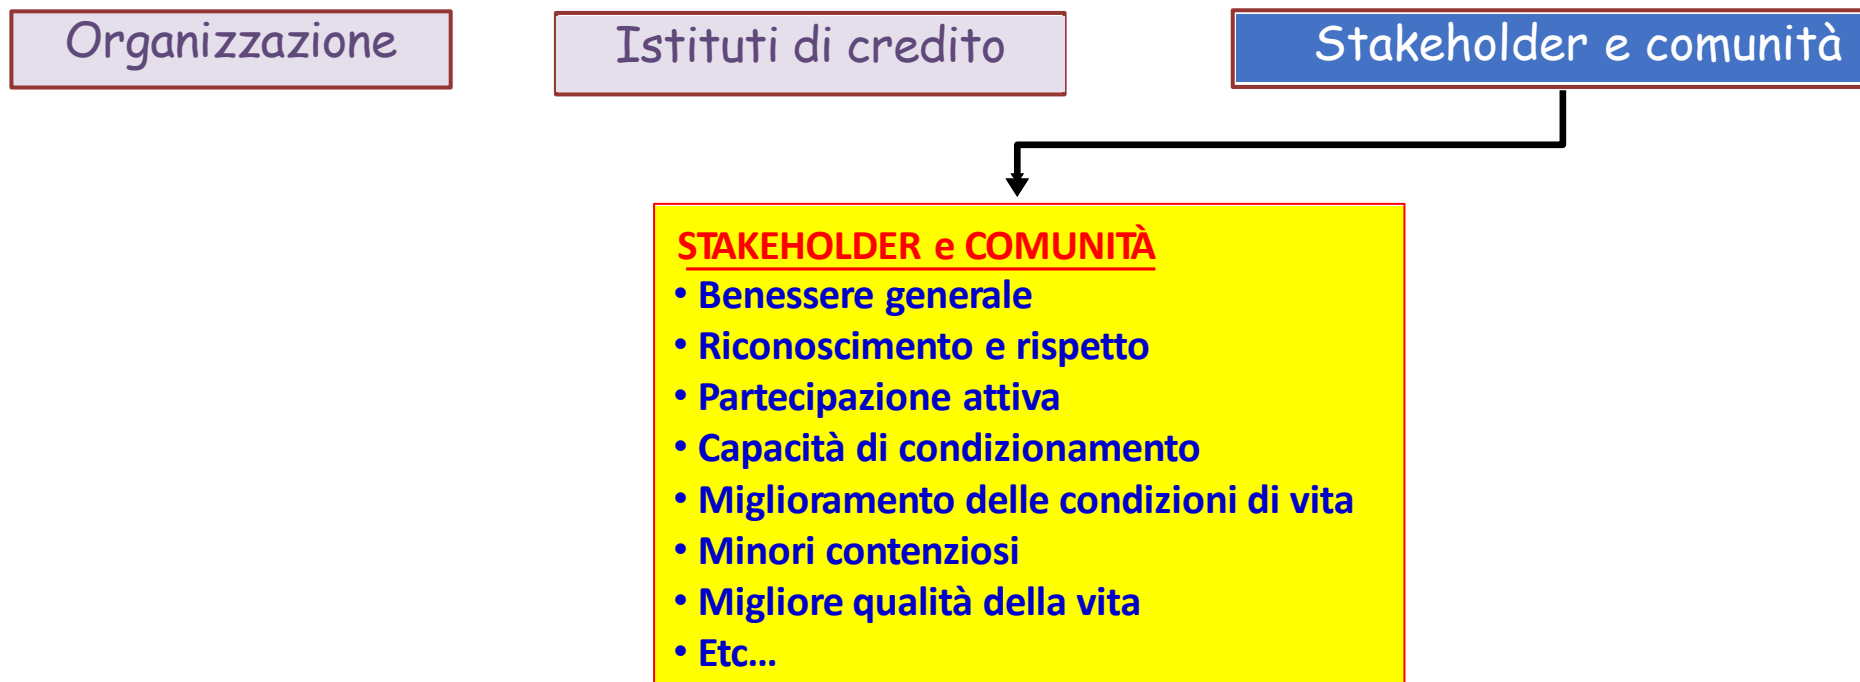 Organizzazione
Istituti di credito
Stakeholder e comunità
STAKEHOLDER e COMUNITÀ
• Benessere generale
• Riconoscimento e rispetto
• Partecipazione attiva
• Capacità di condizionamento
• Miglioramento delle condizioni di vita
• Minori contenziosi
• Migliore qualità della vita
• Etc...